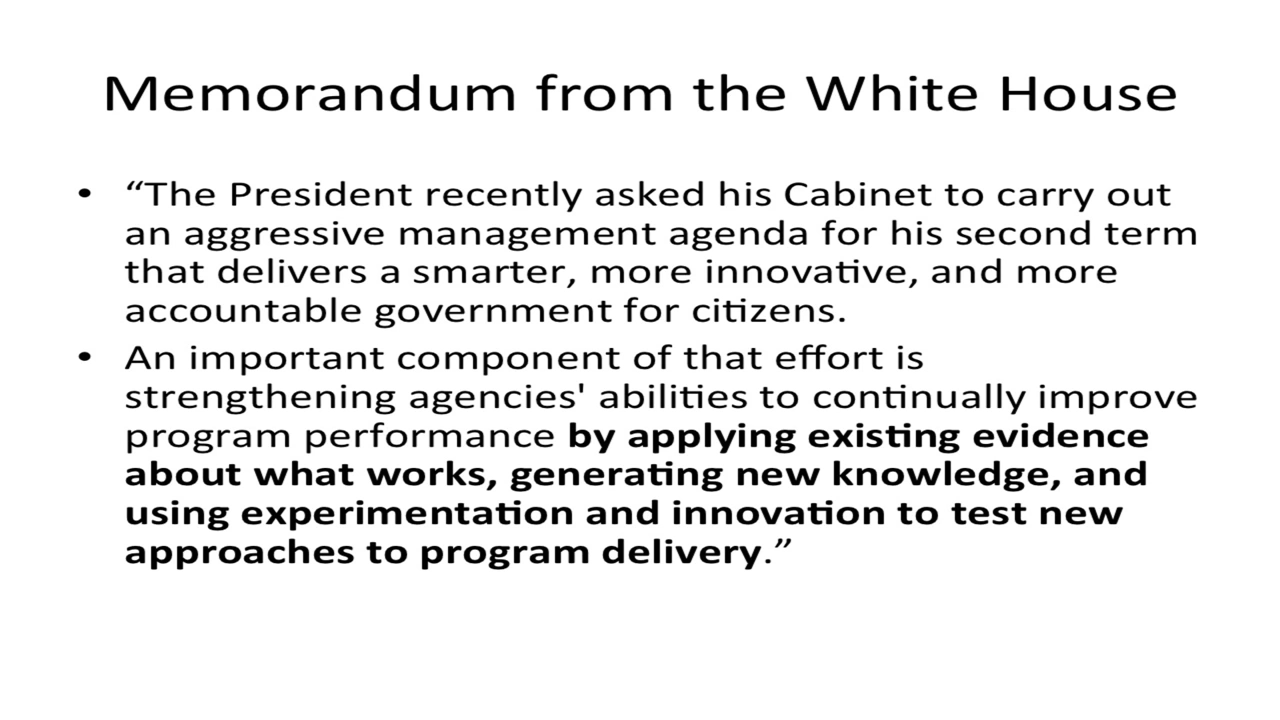 Memorandum from the White House
• “The President recently asked his Cabinet to carry out
an aggressive management agenda for his second term
that delivers a smarter, more innovative, and more
accountable government for citizens.
• An important component of that effort is
strengthening agencies' abilities to continually improve
program performance by applying existing evidence
about what works, generating new knowledge, and
using experimentation and innovation to test new
approaches to program delivery.”